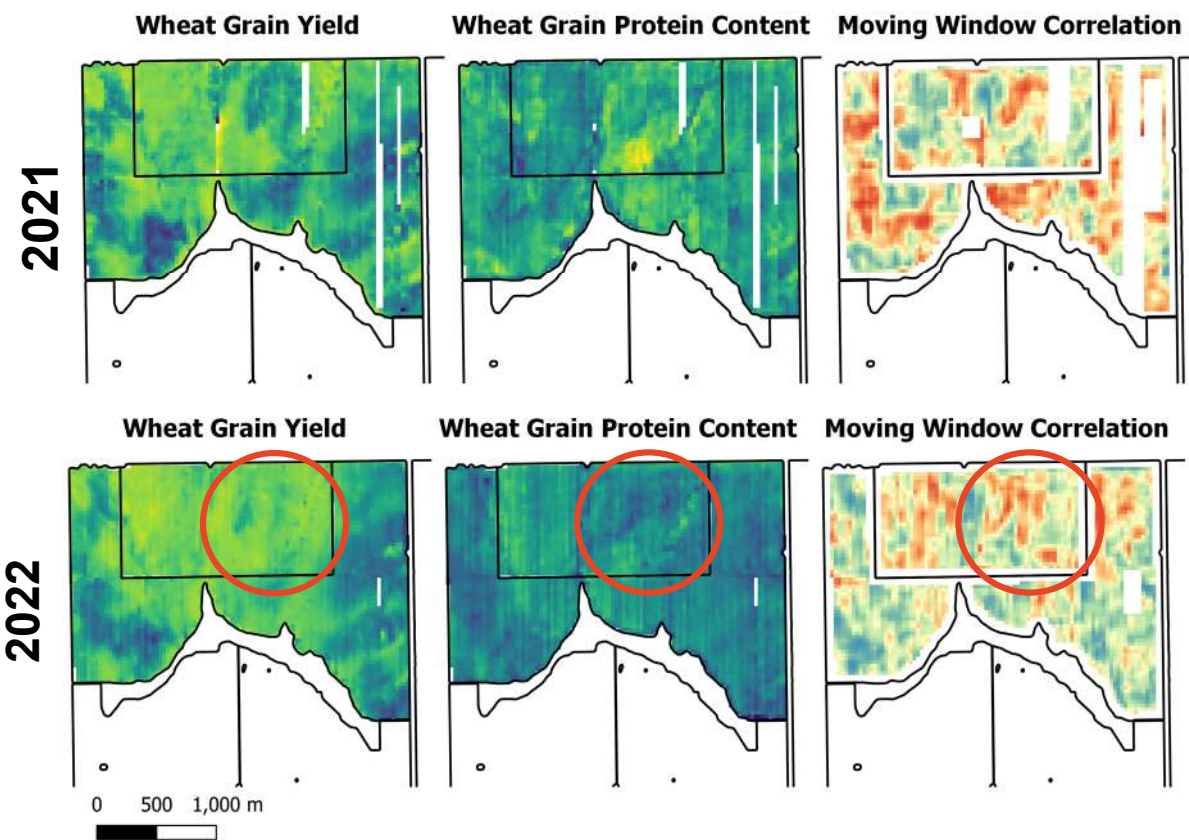 Wheat Grain Yield Wheat Grain Protein Content Moving Window Correlation
2021
Wheat Grain Yield Wheat Grain Protein Content Moving Window Correlation
2022
0 500 1,000 m